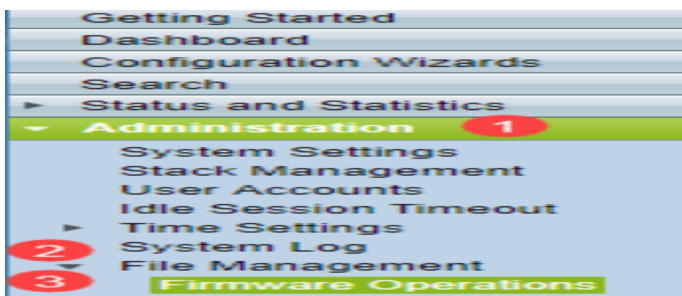 Getting Started
Dashboard
Configuration Wizards
Search
Status and Statistics
Administration 1
System Settings
Stack Management
User Accounts
Idle Session Timeout
Time Settings
2 System Log
File Management
3 Firmware Operations